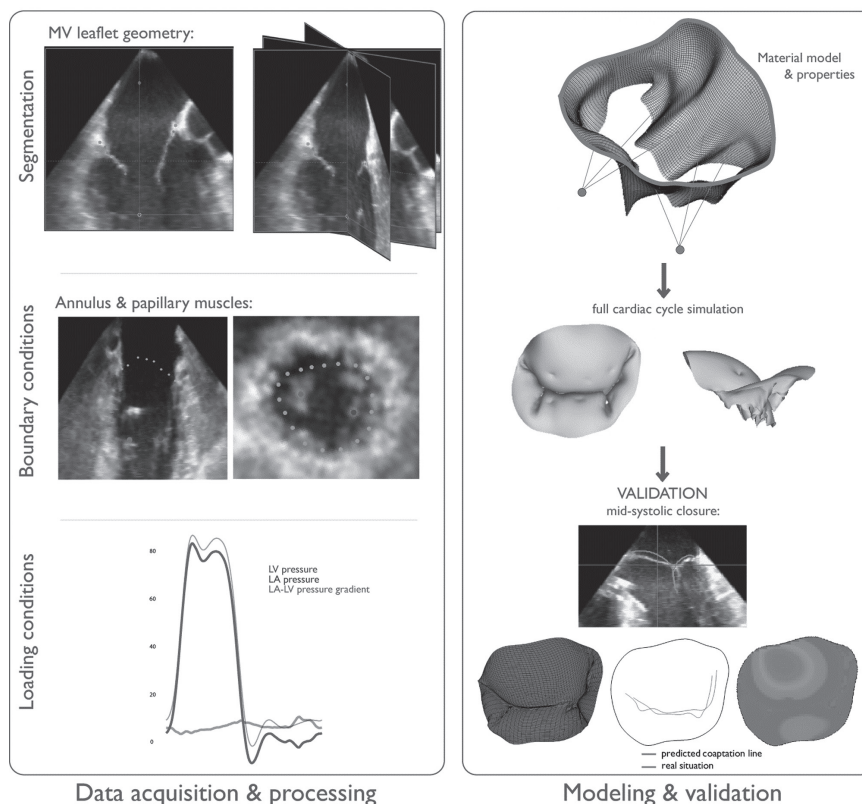 MV leaflet geometry:
Segmentation
Annulus & papillary muscles:
Boundary conditions
Loading conditions
80
60
40
20
0
LV pressure
LA pressure
LA-LV pressure gradient
Data acquisition & processing
Material model
& properties
full cardiac cycle simulation
VALIDATION
mid-systolic closure:
predicted coaptation line
real situation
Modeling & validation